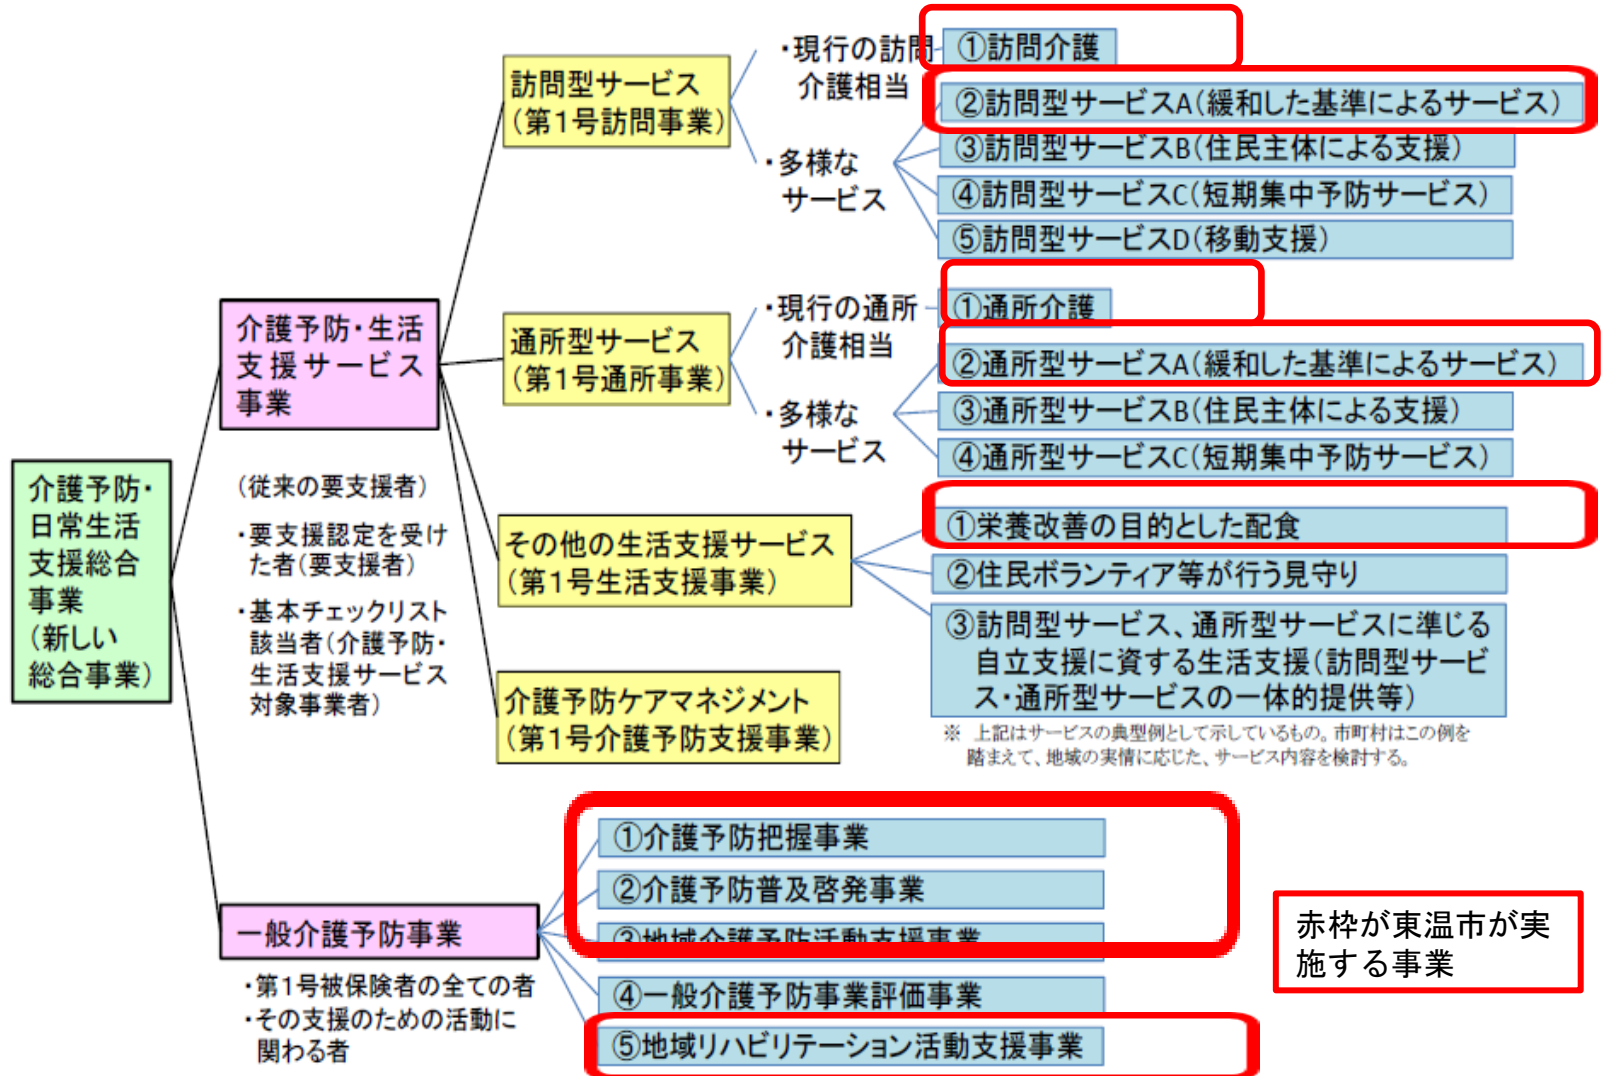 介護予防・
日常生活
支援総合
事業
(新しい
総合事業)
介護予防・生活
支援サービス
事業
(従来の要支援者)
・要支援認定を受け
た者(要支援者)
・基本チェックリスト
該当者(介護予防・
生活支援サービス
対象事業者)
訪問型サービス
(第1号訪問事業)
・現行の訪問
介護相当
①訪問介護
・多様な
サービス
②訪問型サービスA(緩和した基準によるサービス)
③訪問型サービスB(住民主体による支援)
④訪問型サービスC(短期集中予防サービス)
⑤訪問型サービスD(移動支援)
通所型サービス
(第1号通所事業)
・現行の通所
介護相当
①通所介護
・多様な
サービス
②通所型サービスA(緩和した基準によるサービス)
③通所型サービスB(住民主体による支援)
④通所型サービスC(短期集中予防サービス)
その他の生活支援サービス
(第1号生活支援事業)
①栄養改善の目的とした配食
②住民ボランティア等が行う見守り
③訪問型サービス、通所型サービスに準じる
自立支援に資する生活支援(訪問型サービ
ス・通所型サービスの一体的提供等)
※ 上記はサービスの典型例として示しているもの。市町村はこの例を
踏まえて、地域の実情に応じた、サービス内容を検討する。
介護予防ケアマネジメント
(第1号介護予防支援事業)
一般介護予防事業
・第1号被保険者の全ての者
・その支援のための活動に
関わる者
①介護予防把握事業
②介護予防普及啓発事業
③地域介護予防活動支援事業
④一般介護予防事業評価事業
⑤地域リハビリテーション活動支援事業
赤枠が東温市が実
施する事業